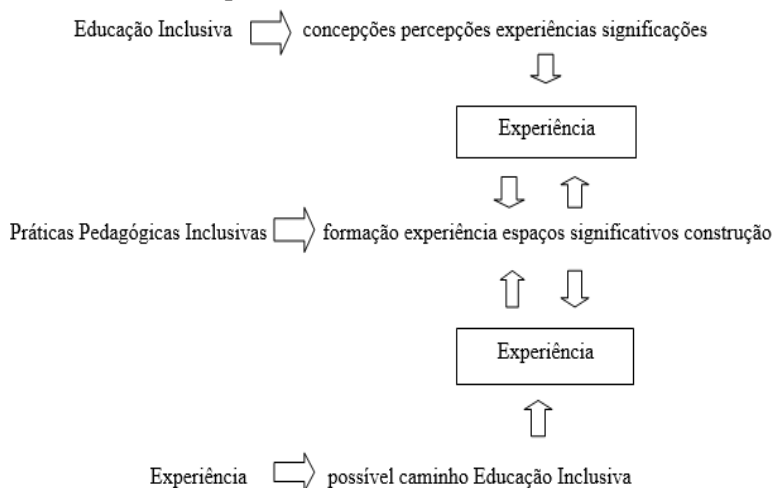 Educação Inclusiva concepções percepções experiências significações
Experiência
Práticas Pedagógicas Inclusivas formação experiência espaços significativos construção
Experiência
Experiência possível caminho Educação Inclusiva